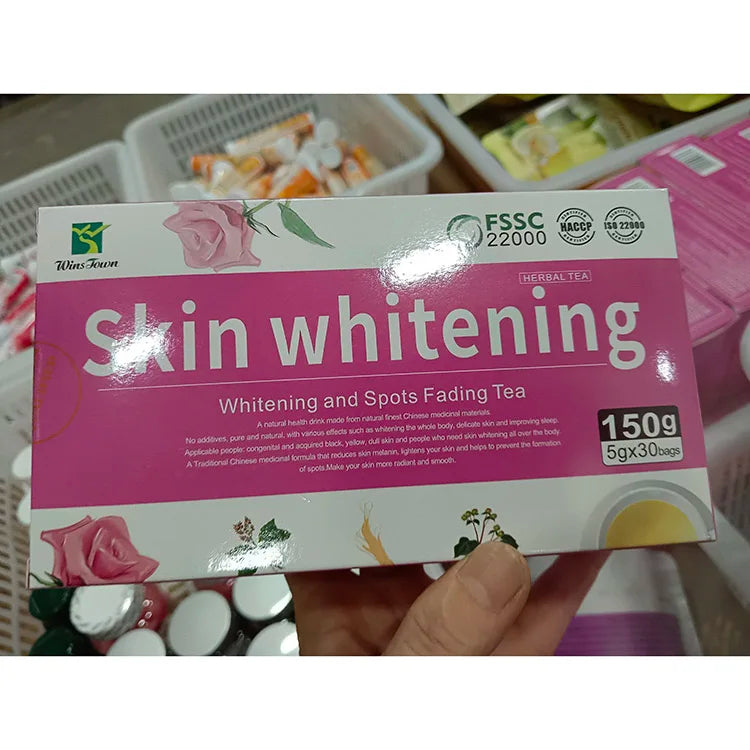 Wins Town
FSSC
22000
CERTIFIED
HACCP
CERTIFIED
ISO 22000
HERBAL TEA
Skin whitening
Whitening and Spots Fading Tea
A natural health drink made from natural finest Chinese medicinal materials.
No additives, pure and natural, with various effects such as whitening the whole body, delicate skin and improving sleep.
Applicable people: congenital and acquired black, yellow, dull skin and people who need skin whitening all over the body.
A Traditional Chinese medicinal formula that reduces skin melanin, lightens your skin and helps to prevent the formation
of spots.Make your skin more radiant and smooth.
150g
5gx30bags